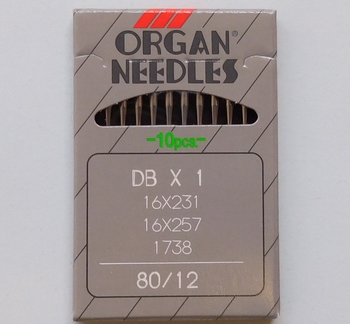 ORGAN®
NEEDLES
-10pcs.-
DB X 1
16X231
16X257
1738
80/12